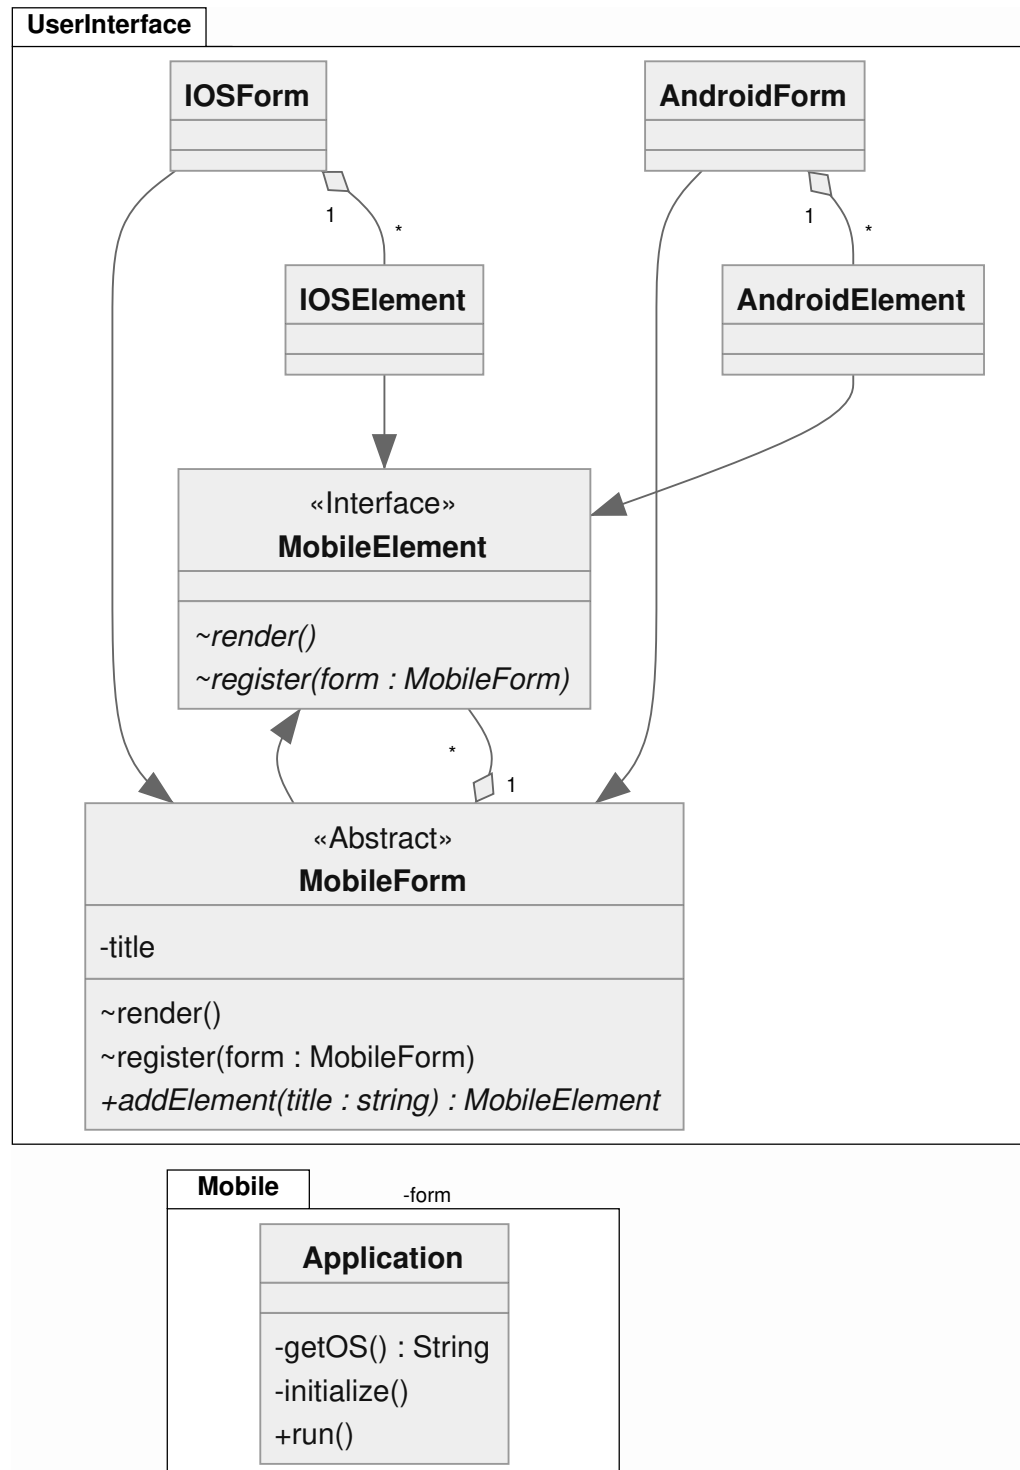 UserInterface
IOSForm
AndroidForm
1
*
1
*
IOSElement
AndroidElement
«Interface»
MobileElement
~render()
~register(form : MobileForm)
*
1
«Abstract»
MobileForm
-title
~render()
~register(form : MobileForm)
+addElement(title : string) : MobileElement
Mobile
-form
Application
-getOS() : String
-initialize()
+run()